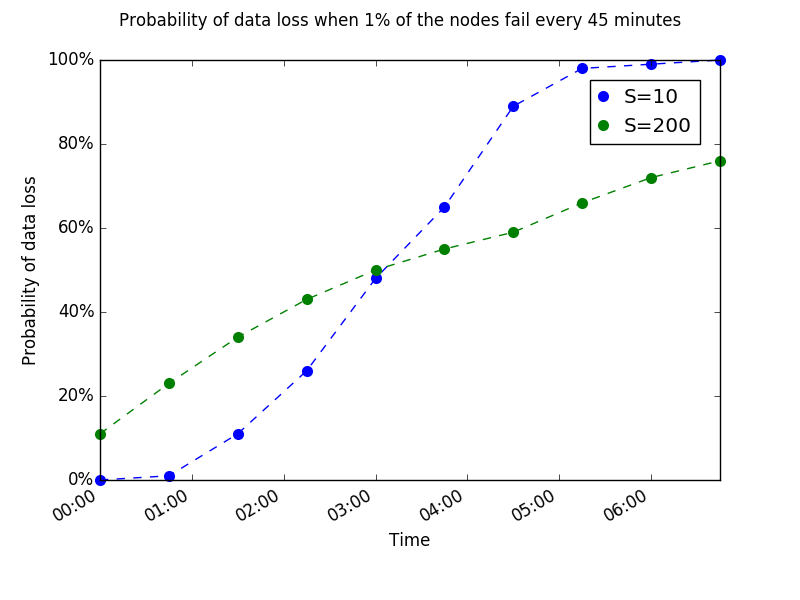 Probability of data loss when 1% of the nodes fail every 45 minutes
100%
80%
60%
40%
20%
0%
Probability of data loss
S=10
S=200
00:00
01:00
02:00
03:00
04:00
05:00
06:00
Time